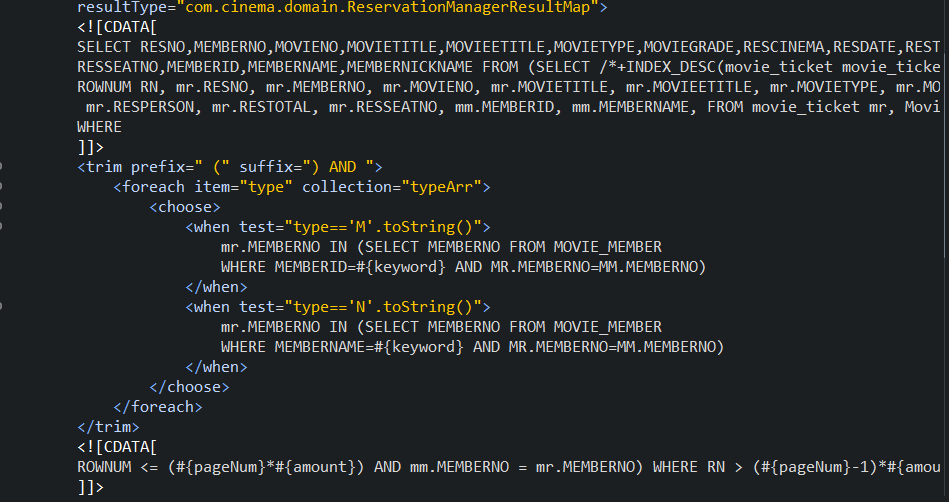 resultType="com.cinema.domain.ReservationManagerResultMap">
<![CDATA[
SELECT RESNO,MEMBERNO,MOVIENO,MOVIETITLE,MOVIEETITLE,MOVIETYPE,MOVIEGRADE,RESCINEMA,RESDATE,REST
RESSEATNO,MEMBERID,MEMBERNAME,MEMBERNICKNAME FROM (SELECT /*+INDEX_DESC(movie_ticket movie_ticke
ROWNUM RN, mr.RESNO, mr.MEMBERNO, mr.MOVIENO, mr.MOVIETITLE, mr.MOVIEETITLE, mr.MOVIETYPE, mr.MO
mr.RESPERSON, mr.RESTOTAL, mr.RESSEATNO, mm.MEMBERID, mm.MEMBERNAME, FROM movie_ticket mr, Movi
WHERE
]]>
<trim prefix=" (" suffix=") AND ">
<foreach item="type" collection="typeArr">
<choose>
<when test="type=='M'.toString()">
mr.MEMBERNO IN (SELECT MEMBERNO FROM MOVIE_MEMBER
WHERE MEMBERID=#{keyword} AND MR.MEMBERNO=MM.MEMBERNO)
</when>
<when test="type=='N'.toString()">
mr.MEMBERNO IN (SELECT MEMBERNO FROM MOVIE_MEMBER
WHERE MEMBERNAME=#{keyword} AND MR.MEMBERNO=MM.MEMBERNO)
</when>
</choose>
</foreach>
</trim>
<![CDATA[
ROWNUM <= (#{pageNum}*#{amount}) AND mm.MEMBERNO = mr.MEMBERNO) WHERE RN > (#{pageNum}-1)*#{amou
]]>